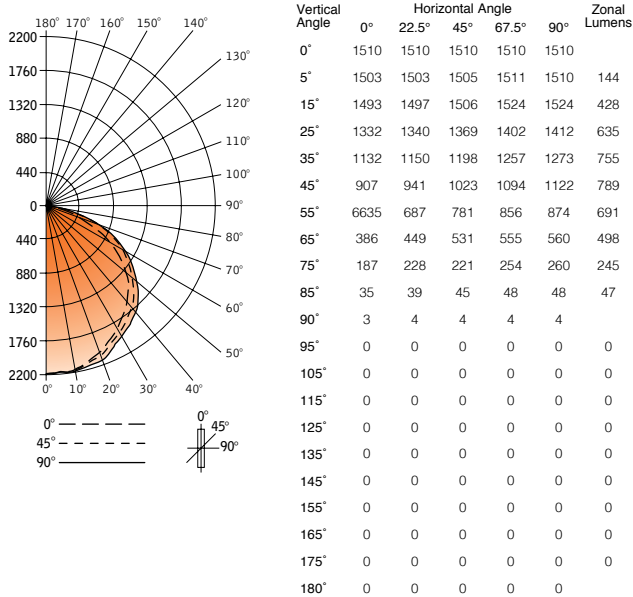 180° 170° 160° 150° 140°
2200
1760
1320
880
440
0
440
880
1320
1760
2200
130°
120°
110°
100°
90°
80°
70°
60°
50°
0° 10° 20° 30° 40°
0°
45°
90°
0°
45°
90°
Vertical Angle Horizontal Angle Zonal Lumens
0° 22.5° 45° 67.5° 90°
0° 1510 1510 1510 1510 1510
5° 1503 1503 1505 1511 1510 144
15° 1493 1497 1506 1524 1524 428
25° 1332 1340 1369 1402 1412 635
35° 1132 1150 1198 1257 1273 755
45° 907 941 1023 1094 1122 789
55° 6635 687 781 856 874 691
65° 386 449 531 555 560 498
75° 187 228 221 254 260 245
85° 35 39 45 48 48 47
90° 3 4 4 4 4
95° 0 0 0 0 0 0
105° 0 0 0 0 0 0
115° 0 0 0 0 0 0
125° 0 0 0 0 0 0
135° 0 0 0 0 0 0
145° 0 0 0 0 0 0
155° 0 0 0 0 0 0
165° 0 0 0 0 0 0
175° 0 0 0 0 0 0
180° 0 0 0 0 0